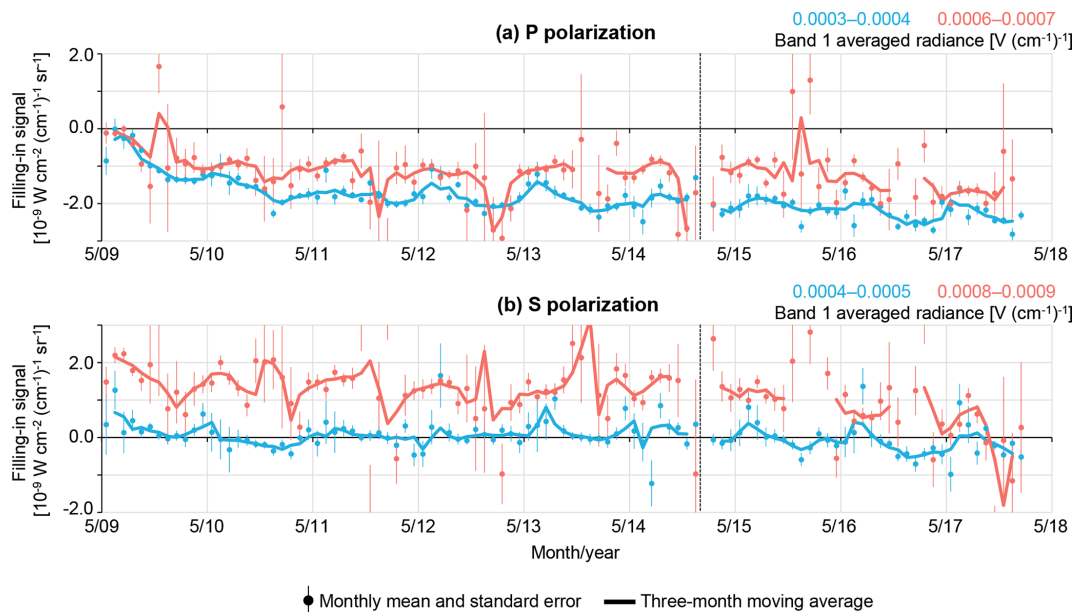 (a) P polarization
0.0003–0.0004 0.0006–0.0007
Band 1 averaged radiance [V (cm⁻¹)⁻¹]
Filling-in signal
[10⁻⁹ W cm⁻² (cm⁻¹)⁻¹ sr⁻¹]
2.0
0.0
-2.0
5/09 5/10 5/11 5/12 5/13 5/14 5/15 5/16 5/17 5/18
(b) S polarization
0.0004–0.0005 0.0008–0.0009
Band 1 averaged radiance [V (cm⁻¹)⁻¹]
Filling-in signal
[10⁻⁹ W cm⁻² (cm⁻¹)⁻¹ sr⁻¹]
2.0
0.0
-2.0
5/09 5/10 5/11 5/12 5/13 5/14 5/15 5/16 5/17 5/18
Month/year
Monthly mean and standard error Three-month moving average